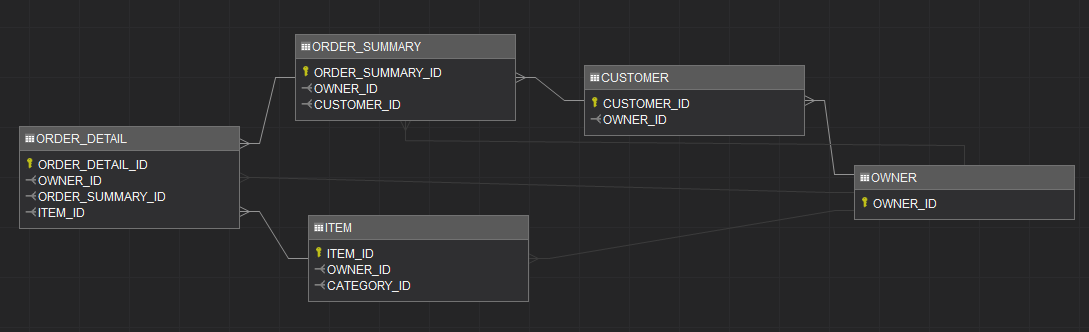 ORDER_SUMMARY
ORDER_SUMMARY_ID
OWNER_ID
CUSTOMER_ID
CUSTOMER
CUSTOMER_ID
OWNER_ID
ORDER_DETAIL
ORDER_DETAIL_ID
OWNER_ID
ORDER_SUMMARY_ID
ITEM_ID
OWNER
OWNER_ID
ITEM
ITEM_ID
OWNER_ID
CATEGORY_ID